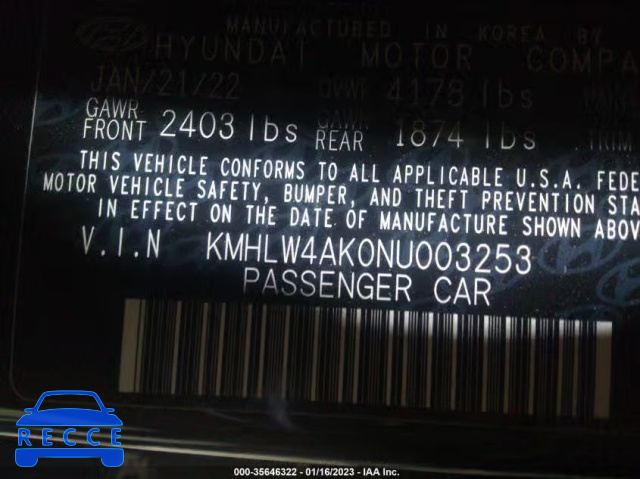 MANUFACTURED IN KOREA BY
HYUNDAI MOTOR COMPA
JAN/21/22 GVWR 4178 lbs
GAWR FRONT 2403 lbs GAWR REAR 1874 lbs TRIM
THIS VEHICLE CONFORMS TO ALL APPLICABLE U.S.A. FEDE
MOTOR VEHICLE SAFETY, BUMPER, AND THEFT PREVENTION STA
IN EFFECT ON THE DATE OF MANUFACTURE SHOWN ABOV
V.I.N KMHLW4AK0NU003253
PASSENGER CAR
RECCE
000-35646322 - 01/16/2023 - IAA Inc.